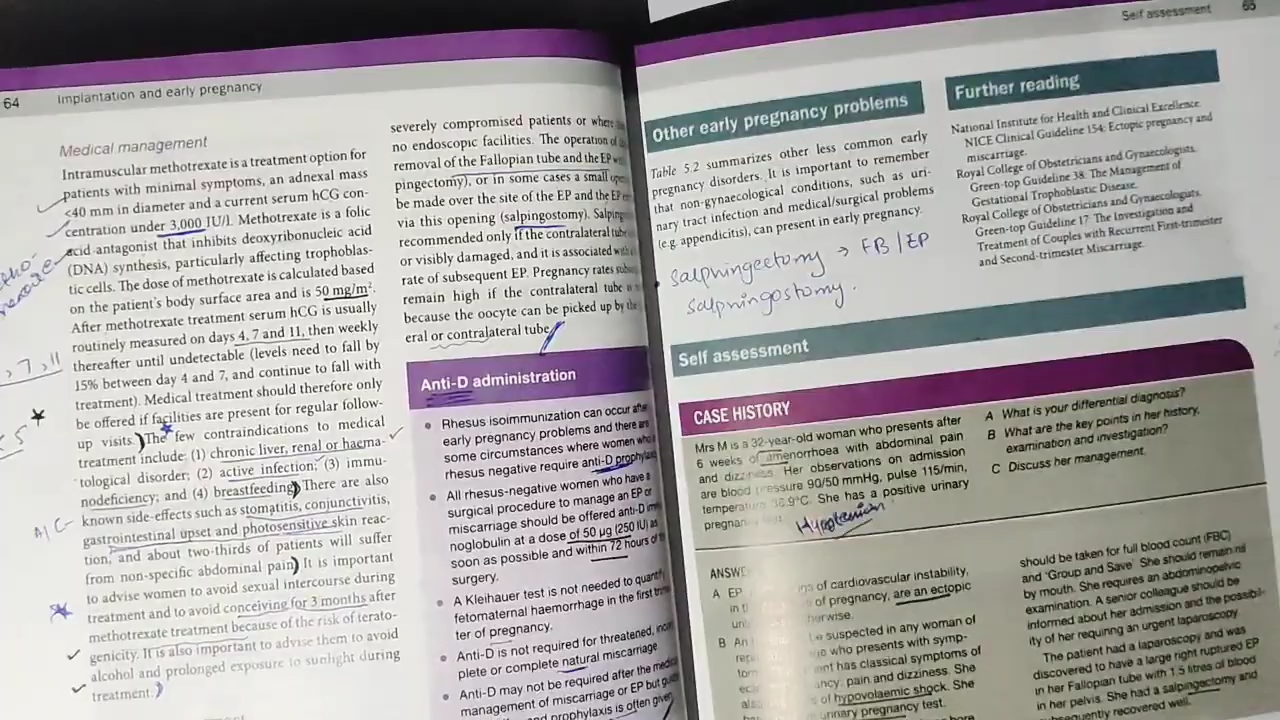 64 Implantation and early pregnancy
Medical management
Intramuscular methotrexate is a treatment option for
patients with minimal symptoms, an adnexal mass
<40 mm in diameter and a current serum hCG con-
centration under 3,000 IU/l. Methotrexate is a folic
acid antagonist that inhibits deoxyribonucleic acid
(DNA) synthesis, particularly affecting trophoblas-
tic cells. The dose of methotrexate is calculated based
on the patient's body surface area and is 50 mg/m².
After methotrexate treatment serum hCG is usually
routinely measured on days 4, 7 and 11, then weekly
thereafter until undetectable (levels need to fall by
15% between day 4 and 7, and continue to fall with
treatment). Medical treatment should therefore only
be offered if facilities are present for regular follow-
up visits. The few contraindications to medical
treatment include: (1) chronic liver, renal or haema-
tological disorder; (2) active infection; (3) immu-
nodeficiency; and (4) breastfeeding. There are also
known side-effects such as stomatitis, conjunctivitis,
gastrointestinal upset and photosensitive skin reac-
tion, and about two-thirds of patients will suffer
from non-specific abdominal pain. It is important
to advise women to avoid sexual intercourse during
treatment and to avoid conceiving for 3 months after
methotrexate treatment because of the risk of terato-
genicity. It is also important to advise them to avoid
alcohol and prolonged exposure to sunlight during
treatment.
, 7, 11
severely compromised patients or where
no endoscopic facilities. The operation of
removal of the Fallopian tube and the EP
pingectomy), or in some cases a small
be made over the site of the EP and the EP
via this opening (salpingostomy).
recommended only if the contralateral tube
or visibly damaged, and it is associated with
rate of subsequent EP. Pregnancy rates
remain high if the contralateral tube is
because the oocyte can be picked up by the
eral or contralateral tube.
Anti-D administration
• Rhesus isoimmunization can occur after
early pregnancy problems and there are
some circumstances where women who
rhesus negative require anti-D
• All rhesus-negative women who have a
surgical procedure to manage an EP or
miscarriage should be offered anti-D
noglobulin at a dose of 50 µg (250 IU) as
soon as possible and within 72 hours of
surgery.
• A Kleihauer test is not needed to quantify
fetomaternal haemorrhage in the first
ter of pregnancy.
• Anti-D is not required for threatened,
plete or complete natural miscarriage
• Anti-D may not be required after the medical
management of miscarriage or EP but
prophylaxis is often given
Self assessment 65
Other early pregnancy problems
Table 5.2 summarizes other less common early
pregnancy disorders. It is important to remember
that non-gynaecological conditions, such as uri-
nary tract infection and medical/surgical problems
(e.g. appendicitis), can present in early pregnancy.
salpningectomy → FB/EP
salpningostomy.
Further reading
National Institute for Health and Clinical Excellence.
NICE Clinical Guideline 154: Ectopic pregnancy and
miscarriage.
Royal College of Obstetricians and Gynaecologists.
Green-top Guideline 38. The Management of
Gestational Trophoblastic Disease.
Royal College of Obstetricians and Gynaecologists.
Green-top Guideline 17. The Investigation and
Treatment of Couples with Recurrent First-trimester
and Second-trimester Miscarriage.
Self assessment
CASE HISTORY
Mrs M is a 32-year-old woman who presents after
6 weeks of amenorrhoea with abdominal pain
and dizziness. Her observations on admission
are blood pressure 90/50 mmHg, pulse 115/min,
temperature She has a positive urinary
pregnancy
A What is your differential diagnosis?
B What are the key points in her history,
examination and investigation?
C Discuss her management.
A EP of cardiovascular instability,
of pregnancy, are an ectopic
B An be suspected in any woman of
who presents with symp-
has classical symptoms of
pain and dizziness. She
of hypovolaemic shock. She
urinary pregnancy test.
should be taken for full blood count (FBC)
and 'Group and Save'. She should remain nil
by mouth. She requires an abdominopelvic
examination. A senior colleague should be
informed about her admission and the possibil-
ity of her requiring an urgent laparoscopy.
The patient had a laparoscopy and was
discovered to have a large right ruptured EP
in her Fallopian tube with 1.5 litres of blood
in her pelvis. She had a salpingectomy and
subsequently recovered well.